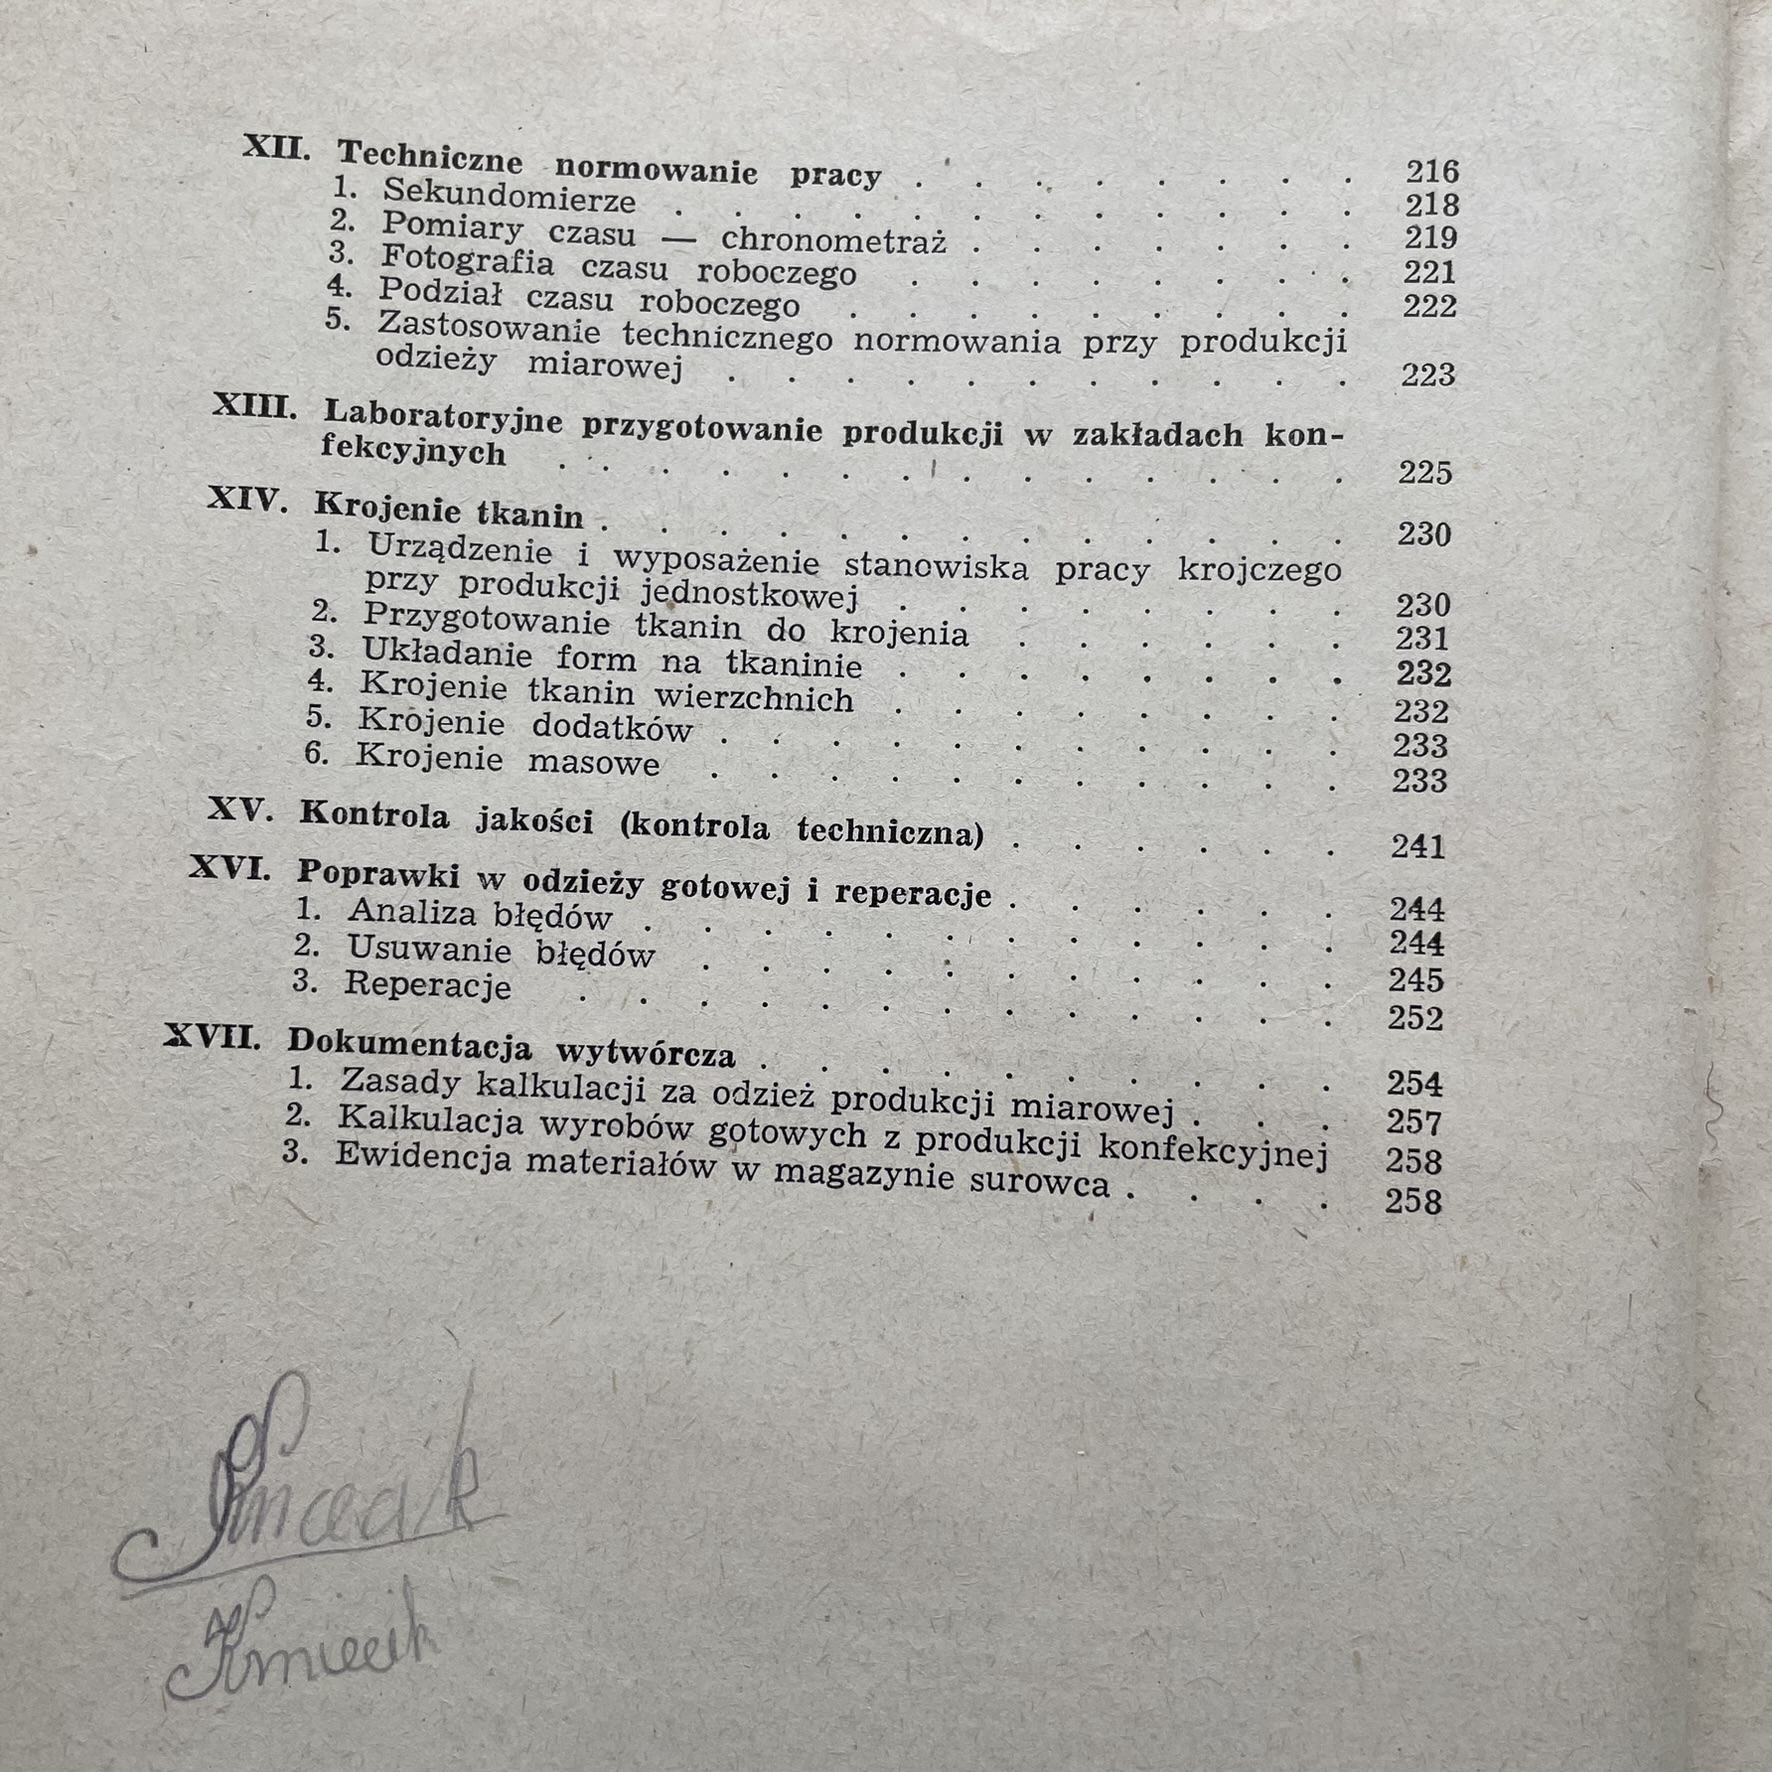 XII. Techniczne normowanie pracy . . . . . . . . 216
1. Sekundomierze . . . . . . . . . . . . 218
2. Pomiary czasu — chronometraż . . . . . . . 219
3. Fotografia czasu roboczego . . . . . . . . 221
4. Podział czasu roboczego . . . . . . . . . 222
5. Zastosowanie technicznego normowania przy produkcji
odzieży miarowej . . . . . . . . . . . 223
XIII. Laboratoryjne przygotowanie produkcji w zakładach kon-
fekcyjnych . . . . . . . . . . . . . . 225
XIV. Krojenie tkanin . . . . . . . . . . . . . 230
1. Urządzenie i wyposażenie stanowiska pracy krojczego
przy produkcji jednostkowej . . . . . . . . 230
2. Przygotowanie tkanin do krojenia . . . . . . 231
3. Układanie form na tkaninie . . . . . . . . 232
4. Krojenie tkanin wierzchnich . . . . . . . . 232
5. Krojenie dodatków . . . . . . . . . . . 233
6. Krojenie masowe . . . . . . . . . . . 233
XV. Kontrola jakości (kontrola techniczna) . . . . . . 241
XVI. Poprawki w odzieży gotowej i reperacje . . . . . . 244
1. Analiza błędów . . . . . . . . . . . . 244
2. Usuwanie błędów . . . . . . . . . . . 245
3. Reperacje . . . . . . . . . . . . . 252
XVII. Dokumentacja wytwórcza . . . . . . . . . . 254
1. Zasady kalkulacji za odzież produkcji miarowej . . . 257
2. Kalkulacja wyrobów gotowych z produkcji konfekcyjnej 258
3. Ewidencja materiałów w magazynie surowca . . . . 258
Kmiecik